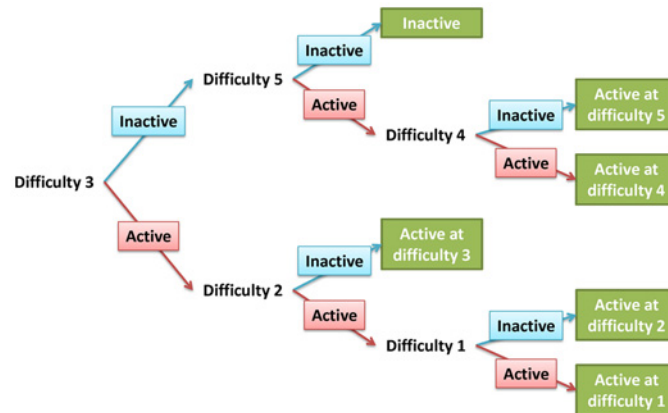 Inactive
Inactive
Difficulty 5
Active
Inactive
Active at
difficulty 5
Inactive
Difficulty 4
Active
Active at
difficulty 4
Difficulty 3
Active
Active at
difficulty 3
Inactive
Difficulty 2
Active
Inactive
Active at
difficulty 2
Difficulty 1
Active
Active at
difficulty 1